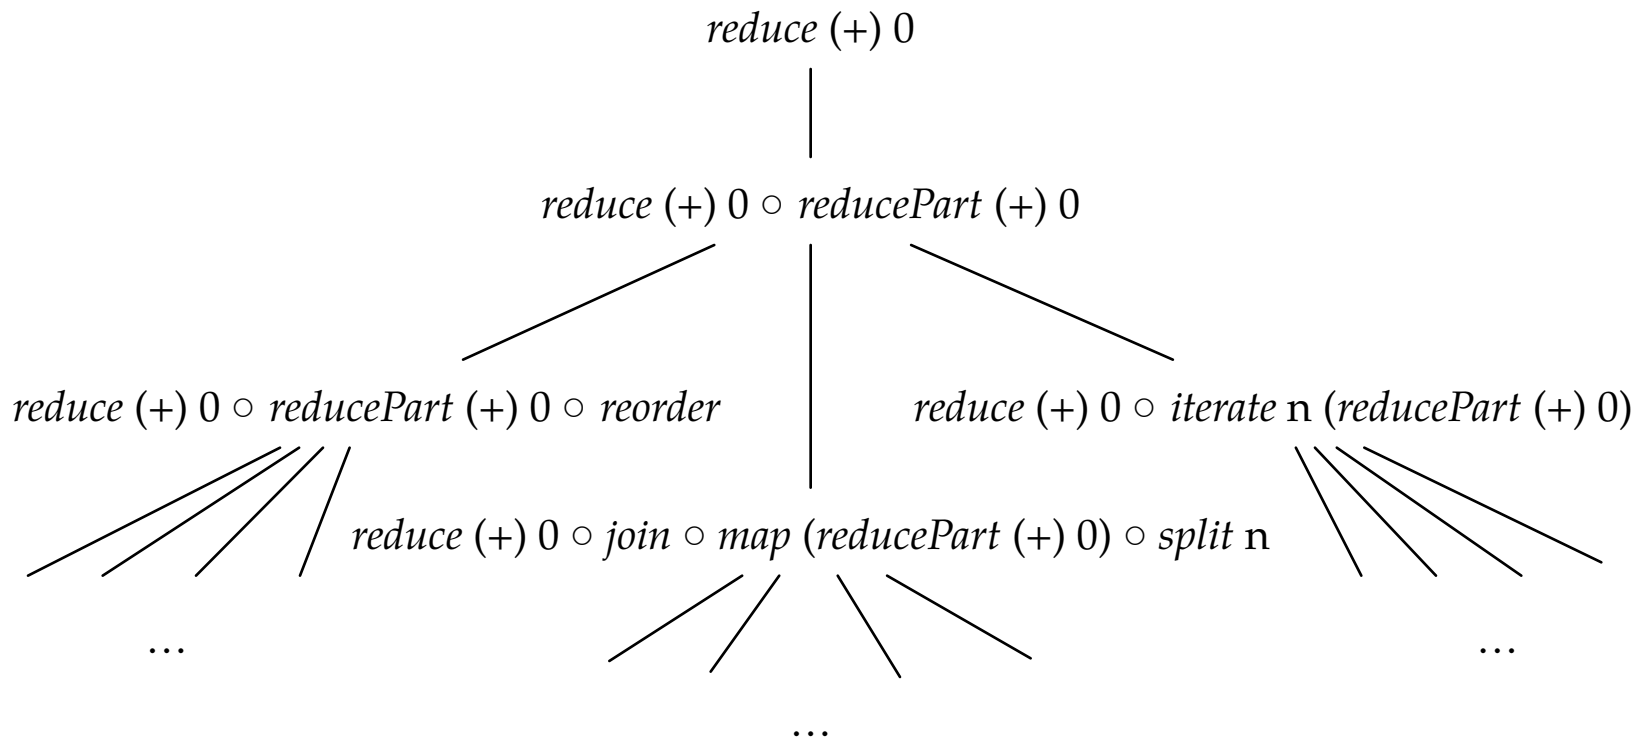 reduce (+) 0
reduce (+) 0 ∘ reducePart (+) 0
reduce (+) 0 ∘ reducePart (+) 0 ∘ reorder
reduce (+) 0 ∘ iterate n (reducePart (+) 0)
reduce (+) 0 ∘ join ∘ map (reducePart (+) 0) ∘ split n
...
...
...